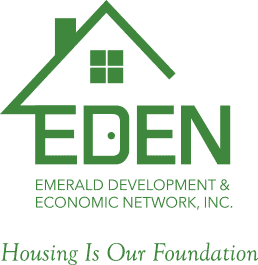 EDEN
EMERALD DEVELOPMENT &
ECONOMIC NETWORK, INC.
Housing Is Our Foundation